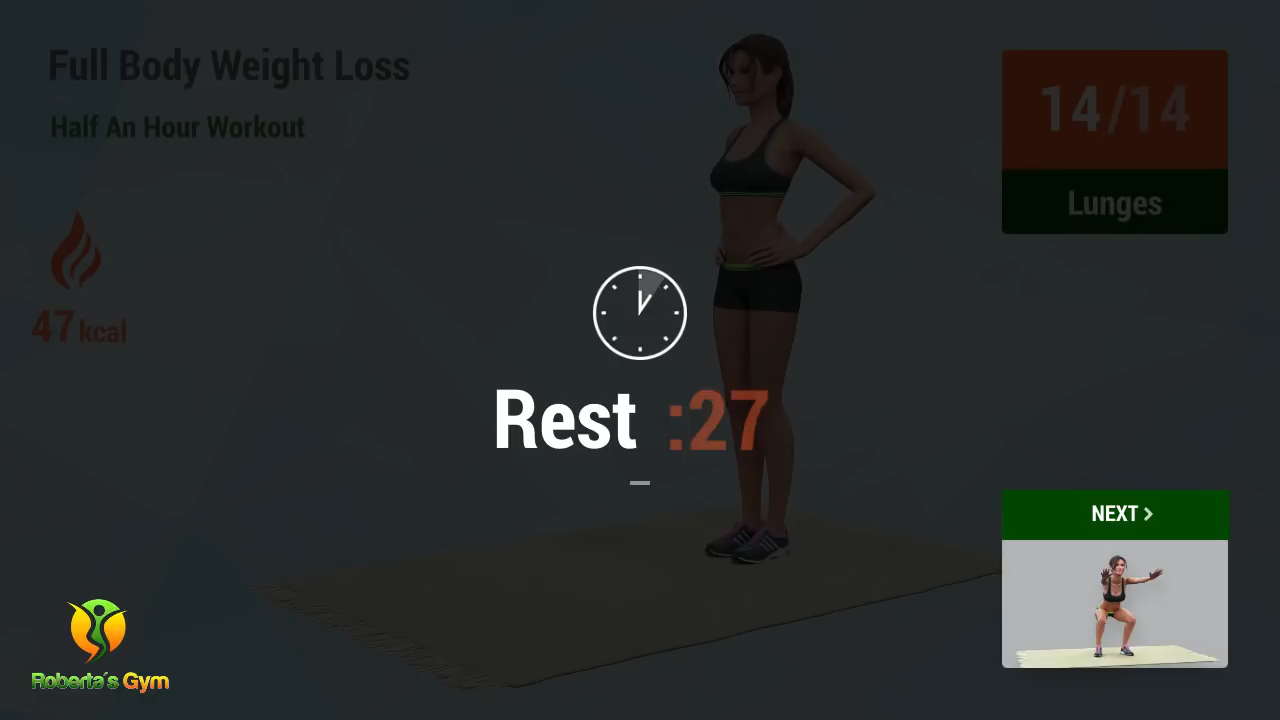 Full Body Weight Loss
Half An Hour Workout
14/14
Lunges
47 kcal
Rest :27
NEXT >
Roberta's Gym